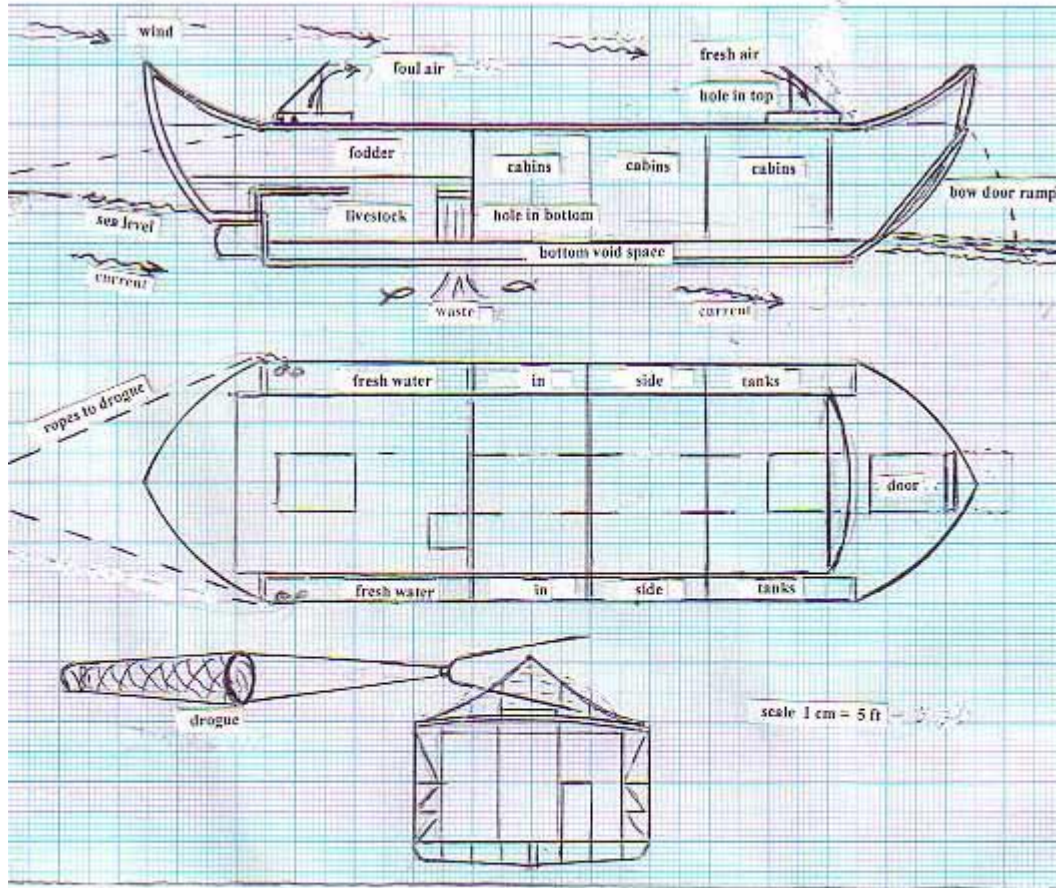 wind
foul air
fresh air
hole in top
fodder
cabins
cabins
cabins
bow door ramp
sea level
livestock
hole in bottom
bottom void space
current
waste
current
ropes to drogue
fresh water in side tanks
door
fresh water in side tanks
drogue
scale 1 cm = 5 ft